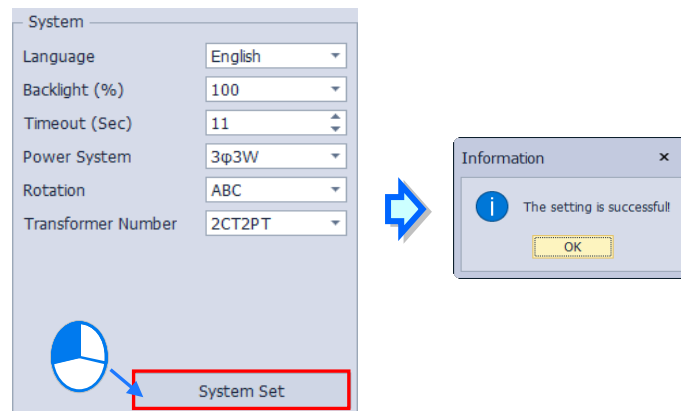 System
Language English
Backlight (%) 100
Timeout (Sec) 11
Power System 3φ3W
Rotation ABC
Transformer Number 2CT2PT
System Set
Information ×
The setting is successful!
OK